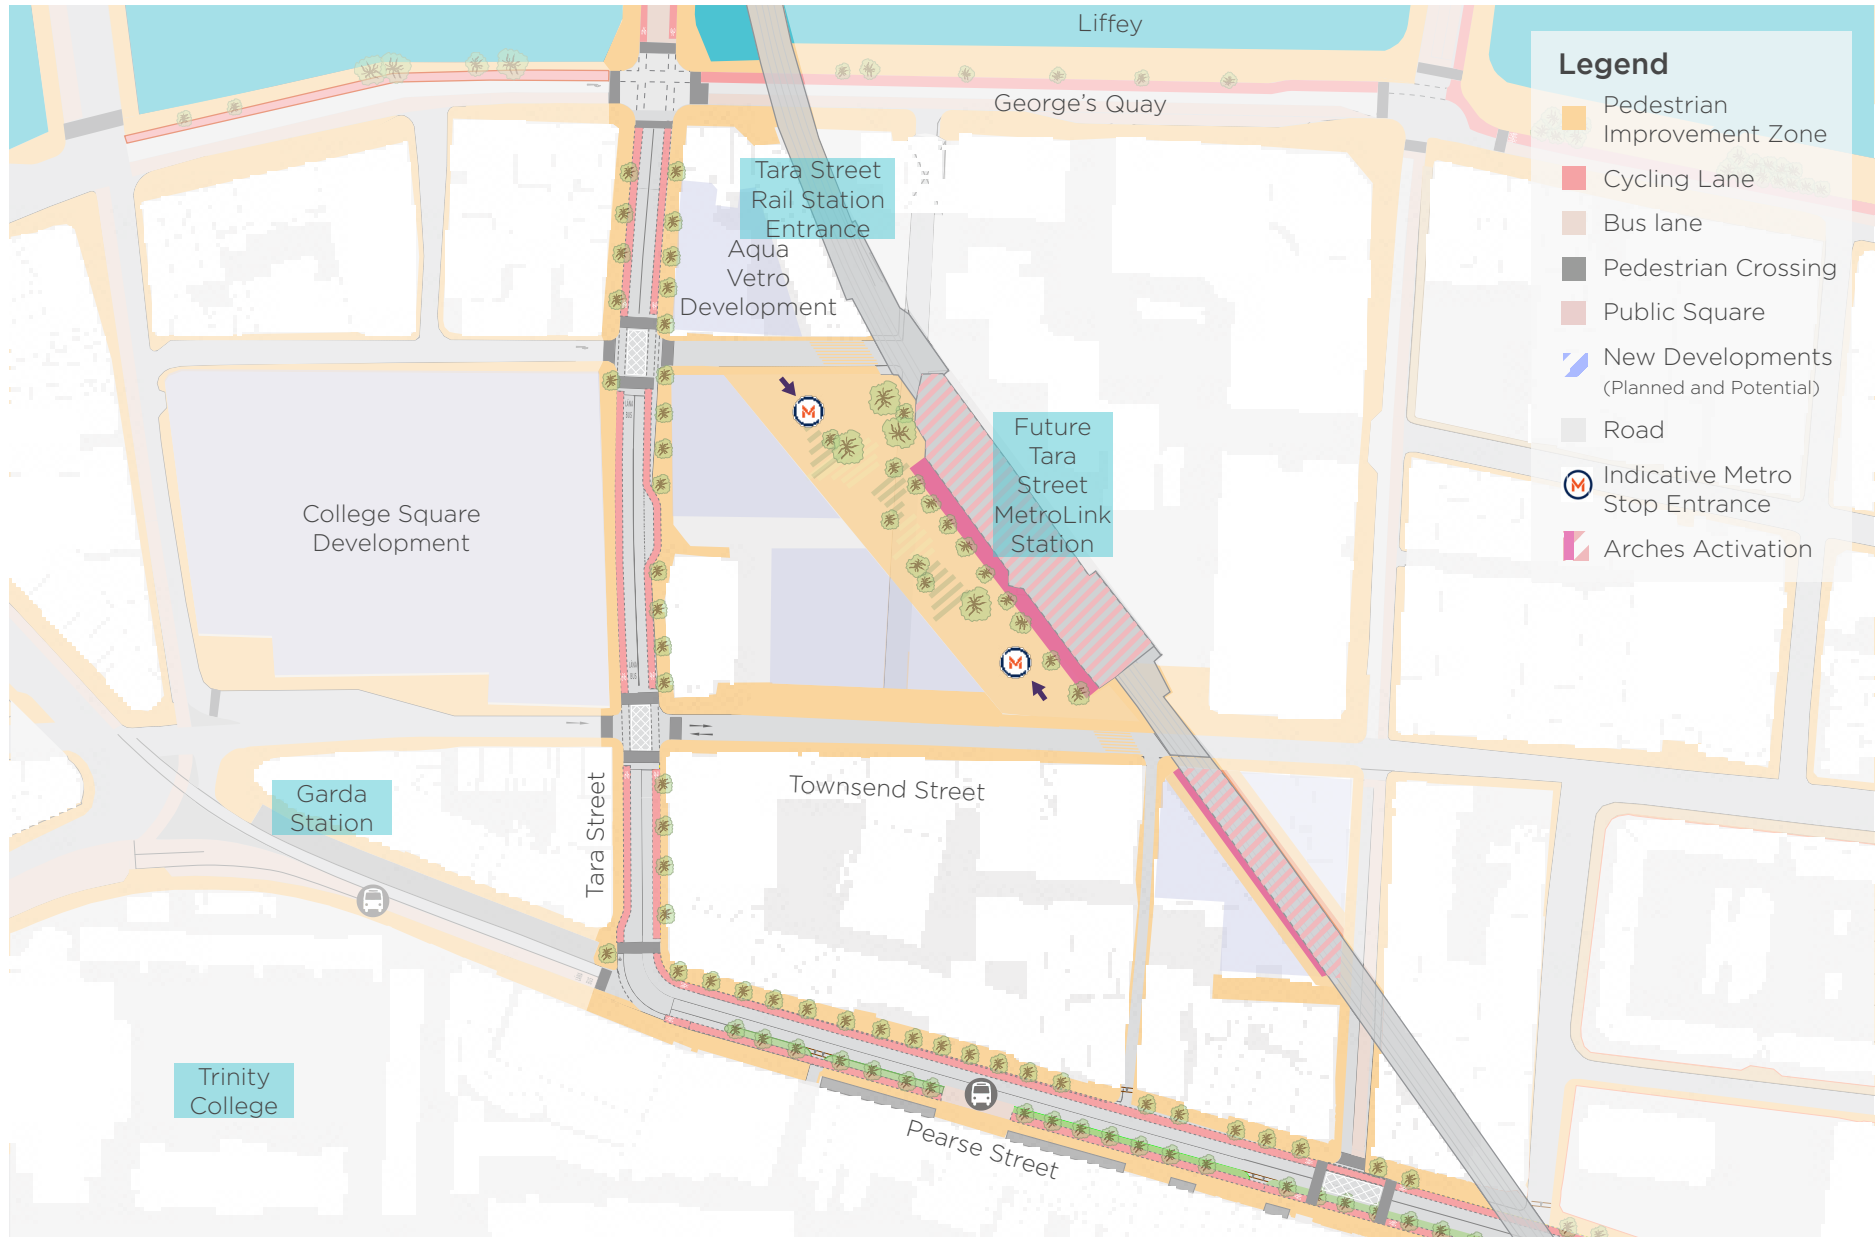 Liffey
George's Quay
Tara Street
Rail Station
Entrance
Aqua
Vetro
Development
College Square
Development
Future
Tara
Street
MetroLink
Station
M
M
Garda
Station
Tara Street
Townsend Street
Trinity
College
Pearse Street
Legend
Pedestrian
Improvement Zone
Cycling Lane
Bus lane
Pedestrian Crossing
Public Square
New Developments
(Planned and Potential)
Road
M
Indicative Metro
Stop Entrance
Arches Activation